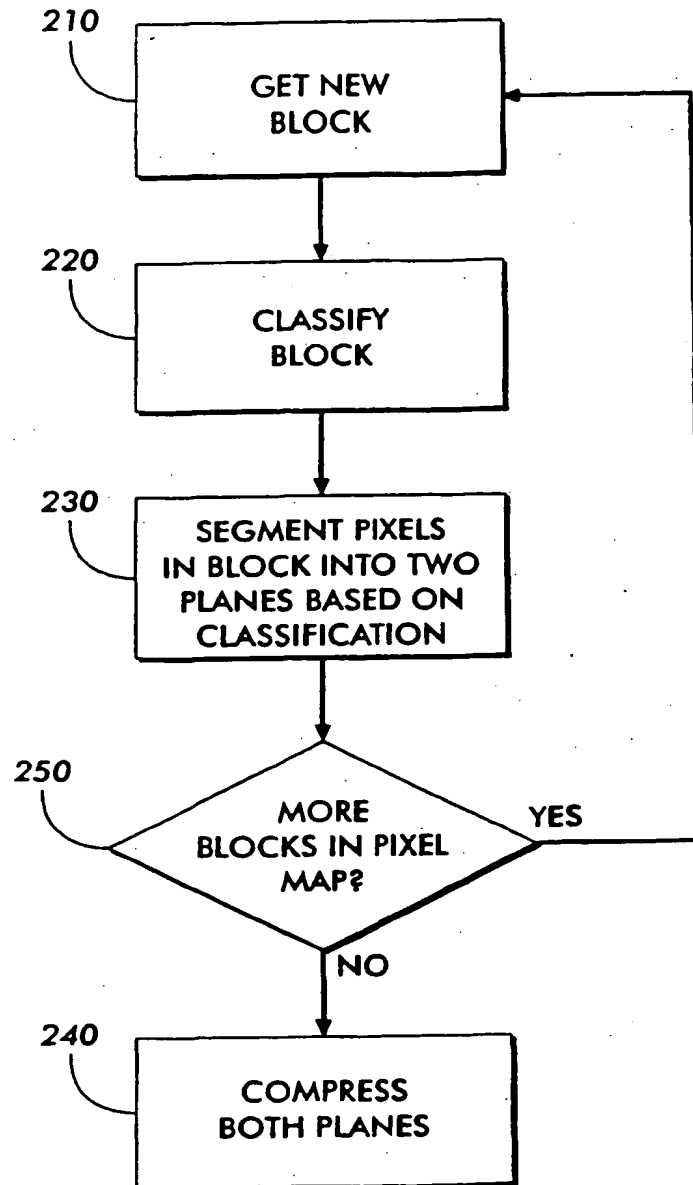 210
GET NEW
BLOCK
220
CLASSIFY
BLOCK
230
SEGMENT PIXELS
IN BLOCK INTO TWO
PLANES BASED ON
CLASSIFICATION
250
MORE
BLOCKS IN PIXEL
MAP?
YES
NO
240
COMPRESS
BOTH PLANES